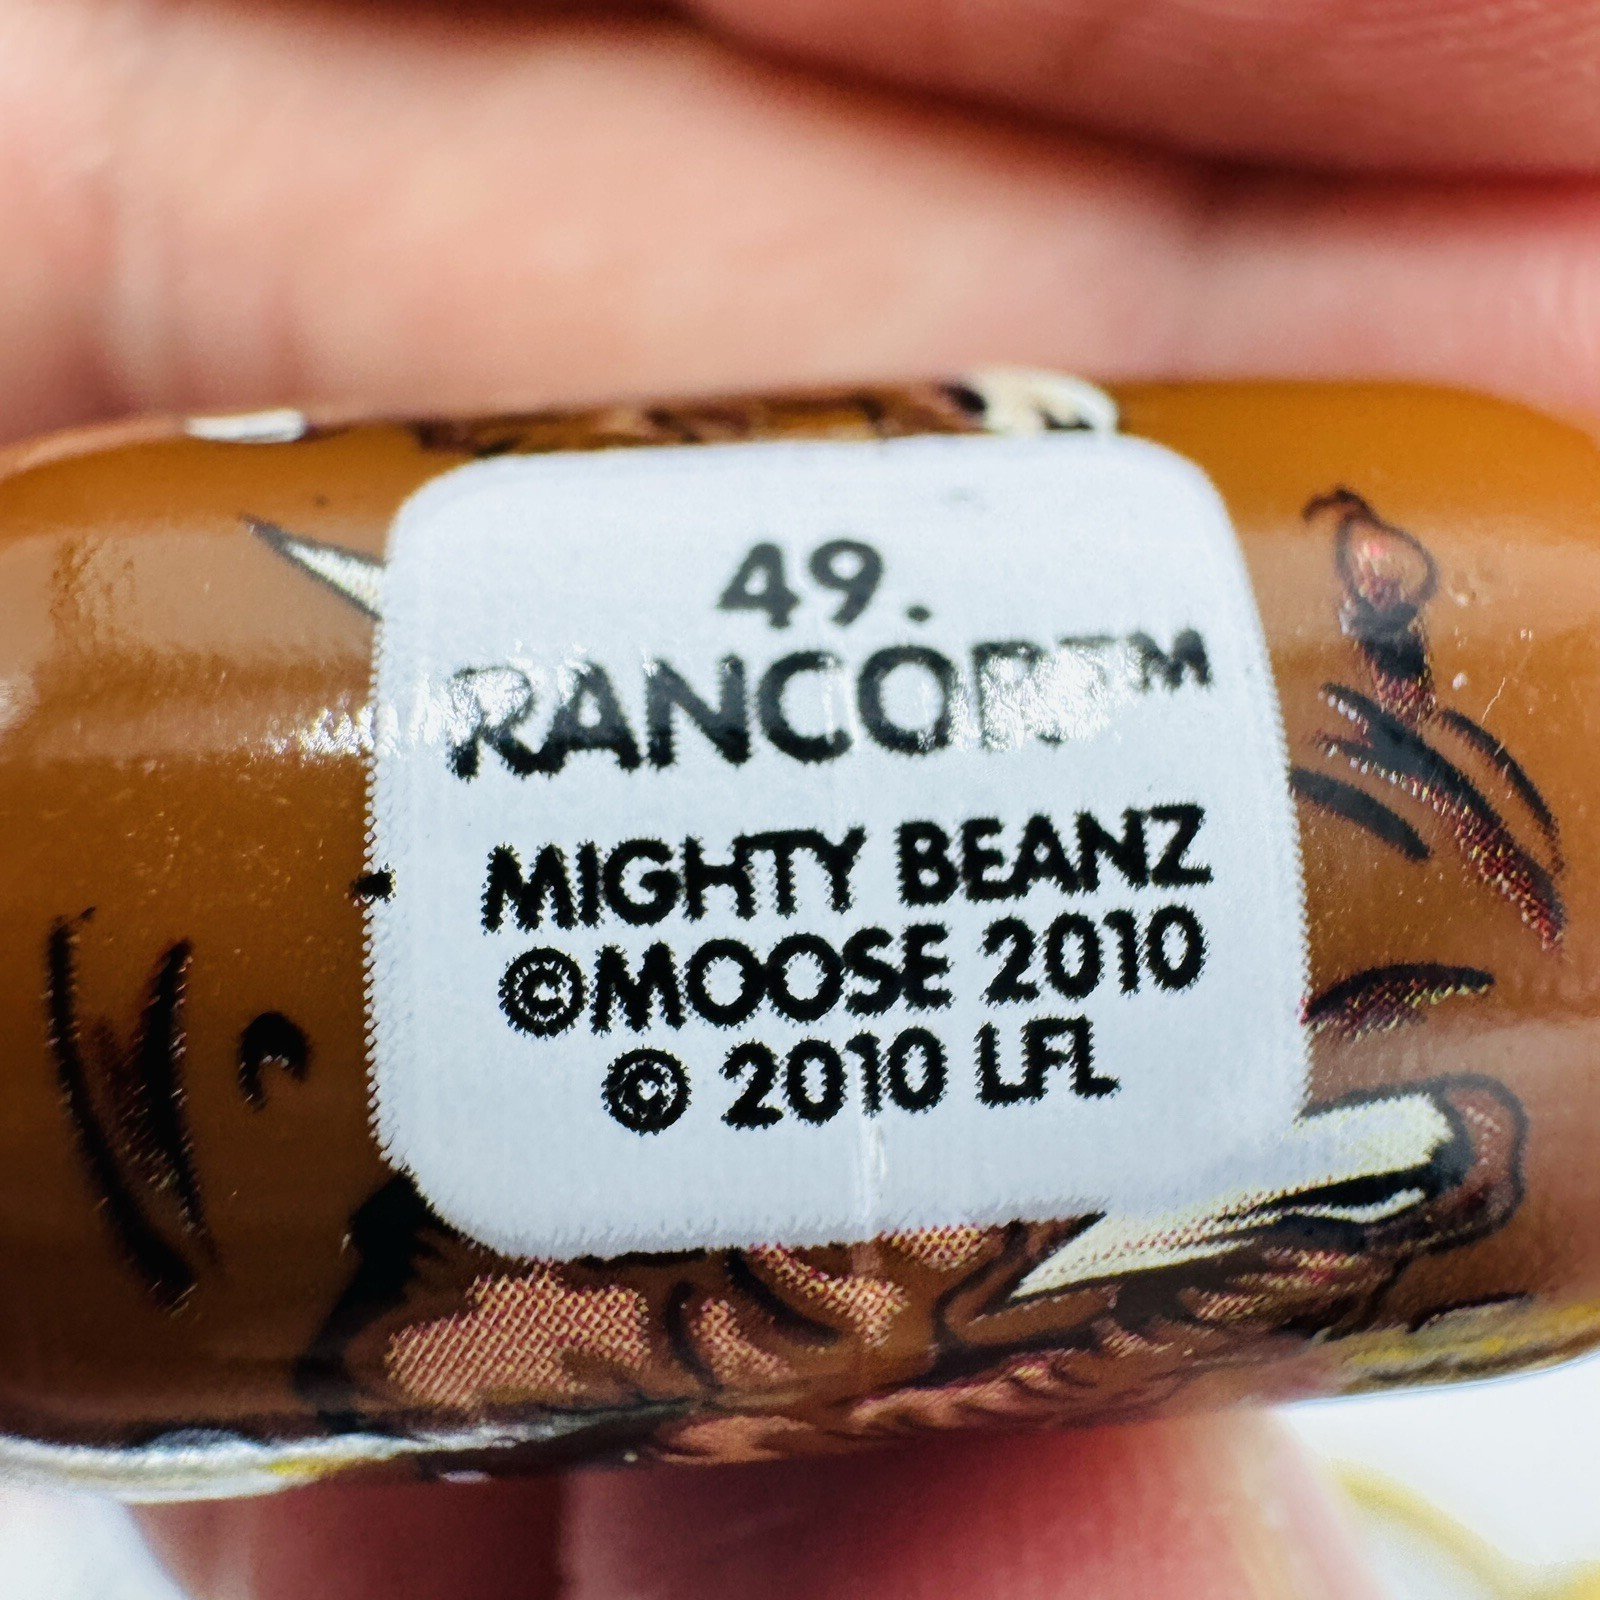 49.
RANCOR™
MIGHTY BEANZ
©MOOSE 2010
© 2010 LFL